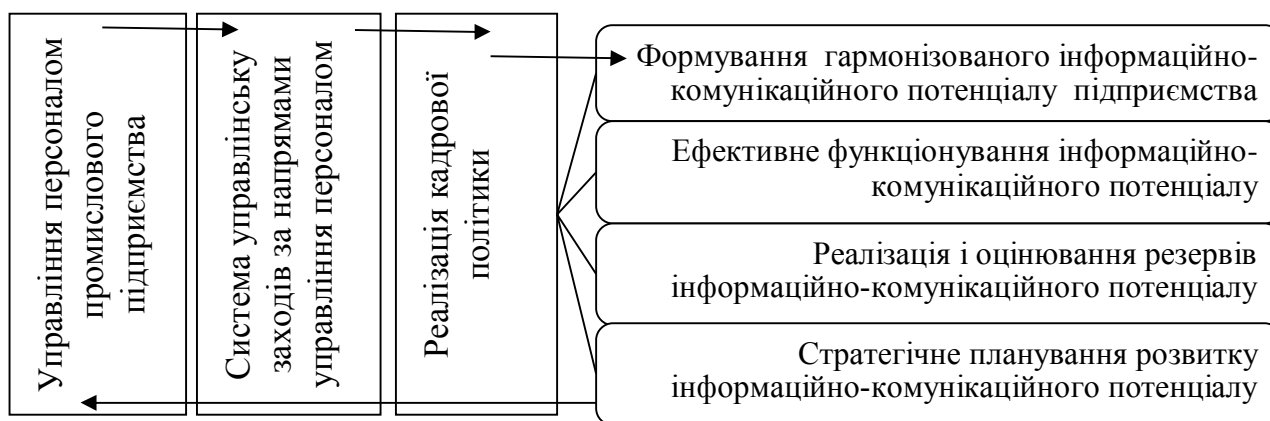 Управління персоналом
промислового
підприємства
Система управлінську
заходів за напрямами
управління персоналом
Реалізація кадрової
політики
Формування гармонізованого інформаційно-
комунікаційного потенціалу підприємства
Ефективне функціонування інформаційно-
комунікаційного потенціалу
Реалізація і оцінювання резервів
інформаційно-комунікаційного потенціалу
Стратегічне планування розвитку
інформаційно-комунікаційного потенціалу